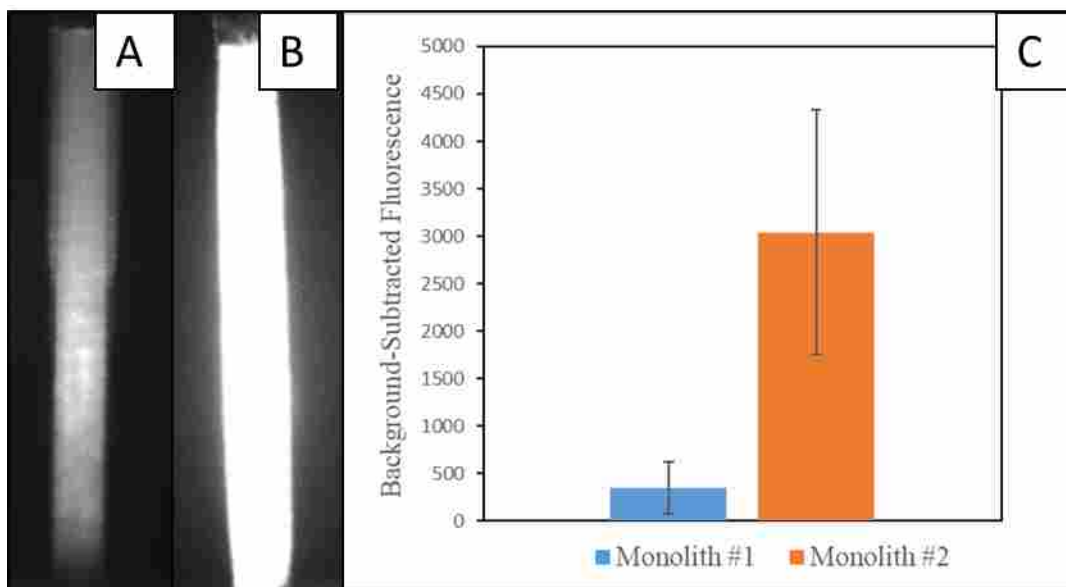 A
B
C
5000
4500
4000
3500
3000
2500
2000
1500
1000
500
0
Background-Subtracted Fluorescence
Monolith #1 Monolith #2